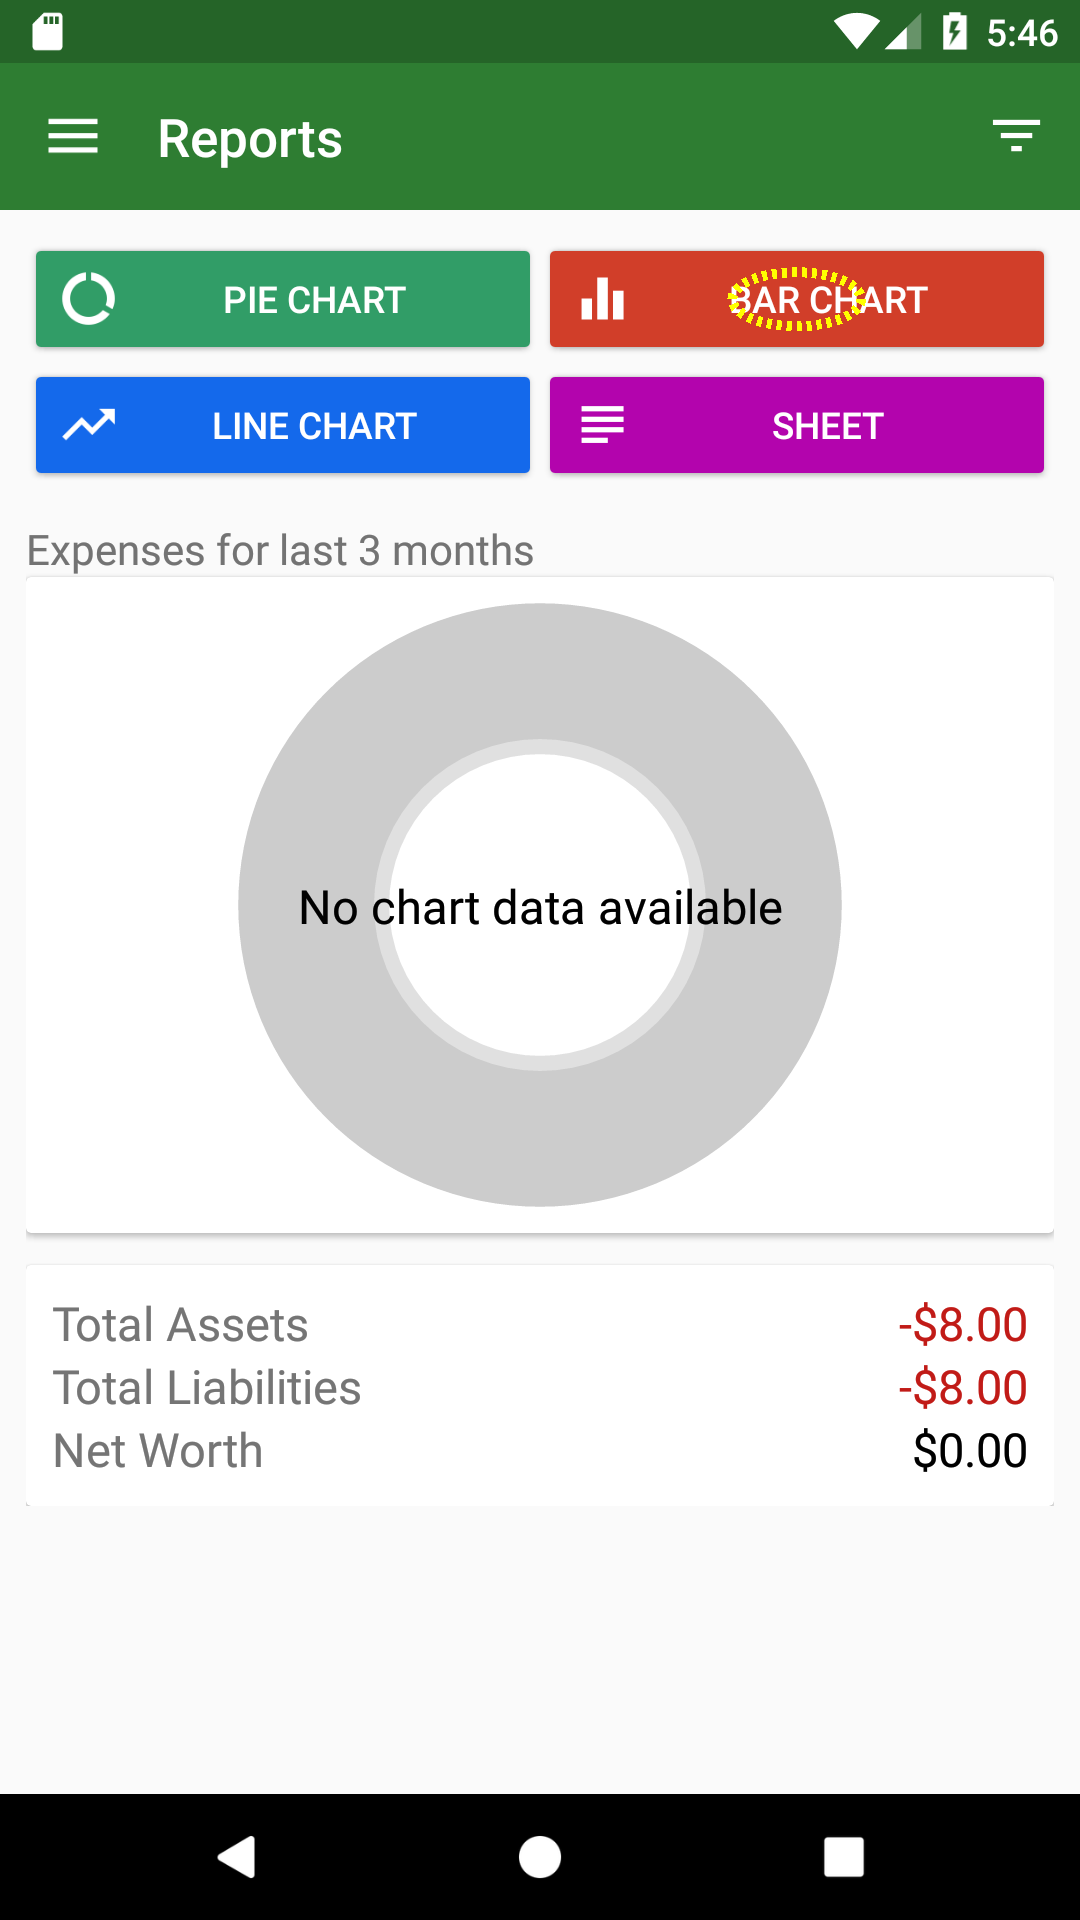 5:46
Reports
PIE CHART
BAR CHART
LINE CHART
SHEET
Expenses for last 3 months
No chart data available
Total Assets -$8.00
Total Liabilities -$8.00
Net Worth $0.00